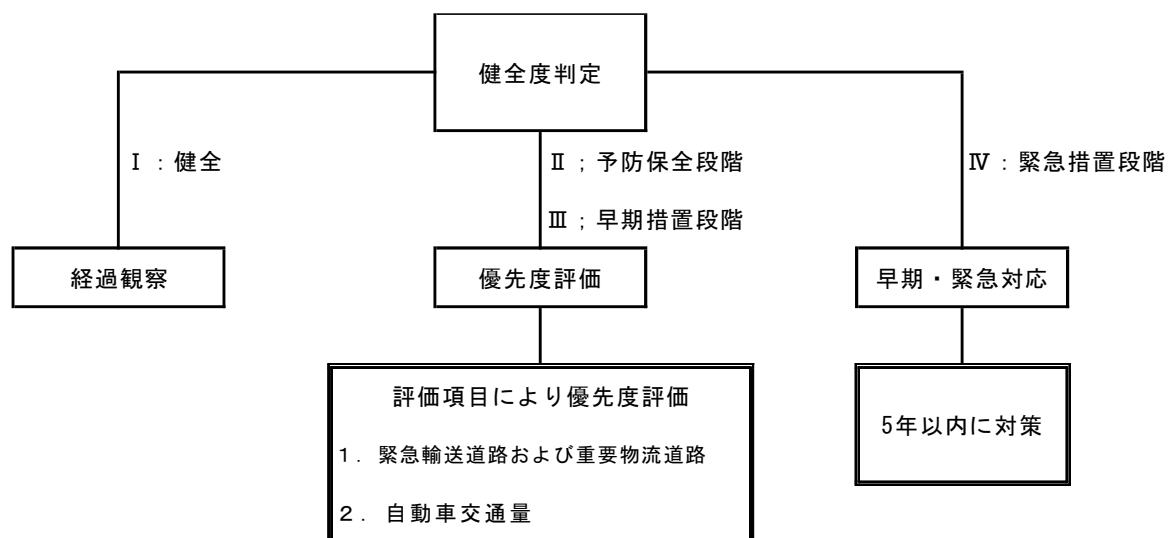 健全度判定
Ⅰ：健全
Ⅱ；予防保全段階
Ⅳ：緊急措置段階
Ⅲ；早期措置段階
経過観察
優先度評価
早期・緊急対応
評価項目により優先度評価
１．緊急輸送道路および重要物流道路
２．自動車交通量
5年以内に対策